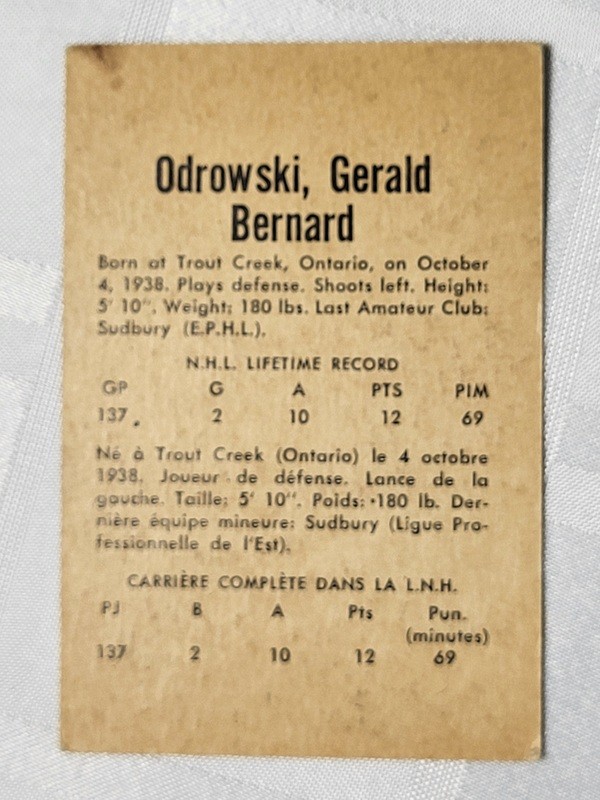 Odrowski, Gerald
Bernard
Born at Trout Creek, Ontario, on October
4, 1938. Plays defense. Shoots left. Height:
5' 10". Weight: 180 lbs. Last Amateur Club:
Sudbury (E.P.H.L.).
N.H.L. LIFETIME RECORD
GP G A PTS PIM
137 2 10 12 69
Né à Trout Creek (Ontario) le 4 octobre
1938. Joueur de défense. Lance de la
gauche. Taille: 5' 10". Poids: 180 lb. Der-
nière équipe mineure: Sudbury (Ligue Pro-
fessionnelle de l'Est).
CARRIÈRE COMPLÈTE DANS LA L.N.H.
PJ B A Pts Pun.
(minutes)
137 2 10 12 69